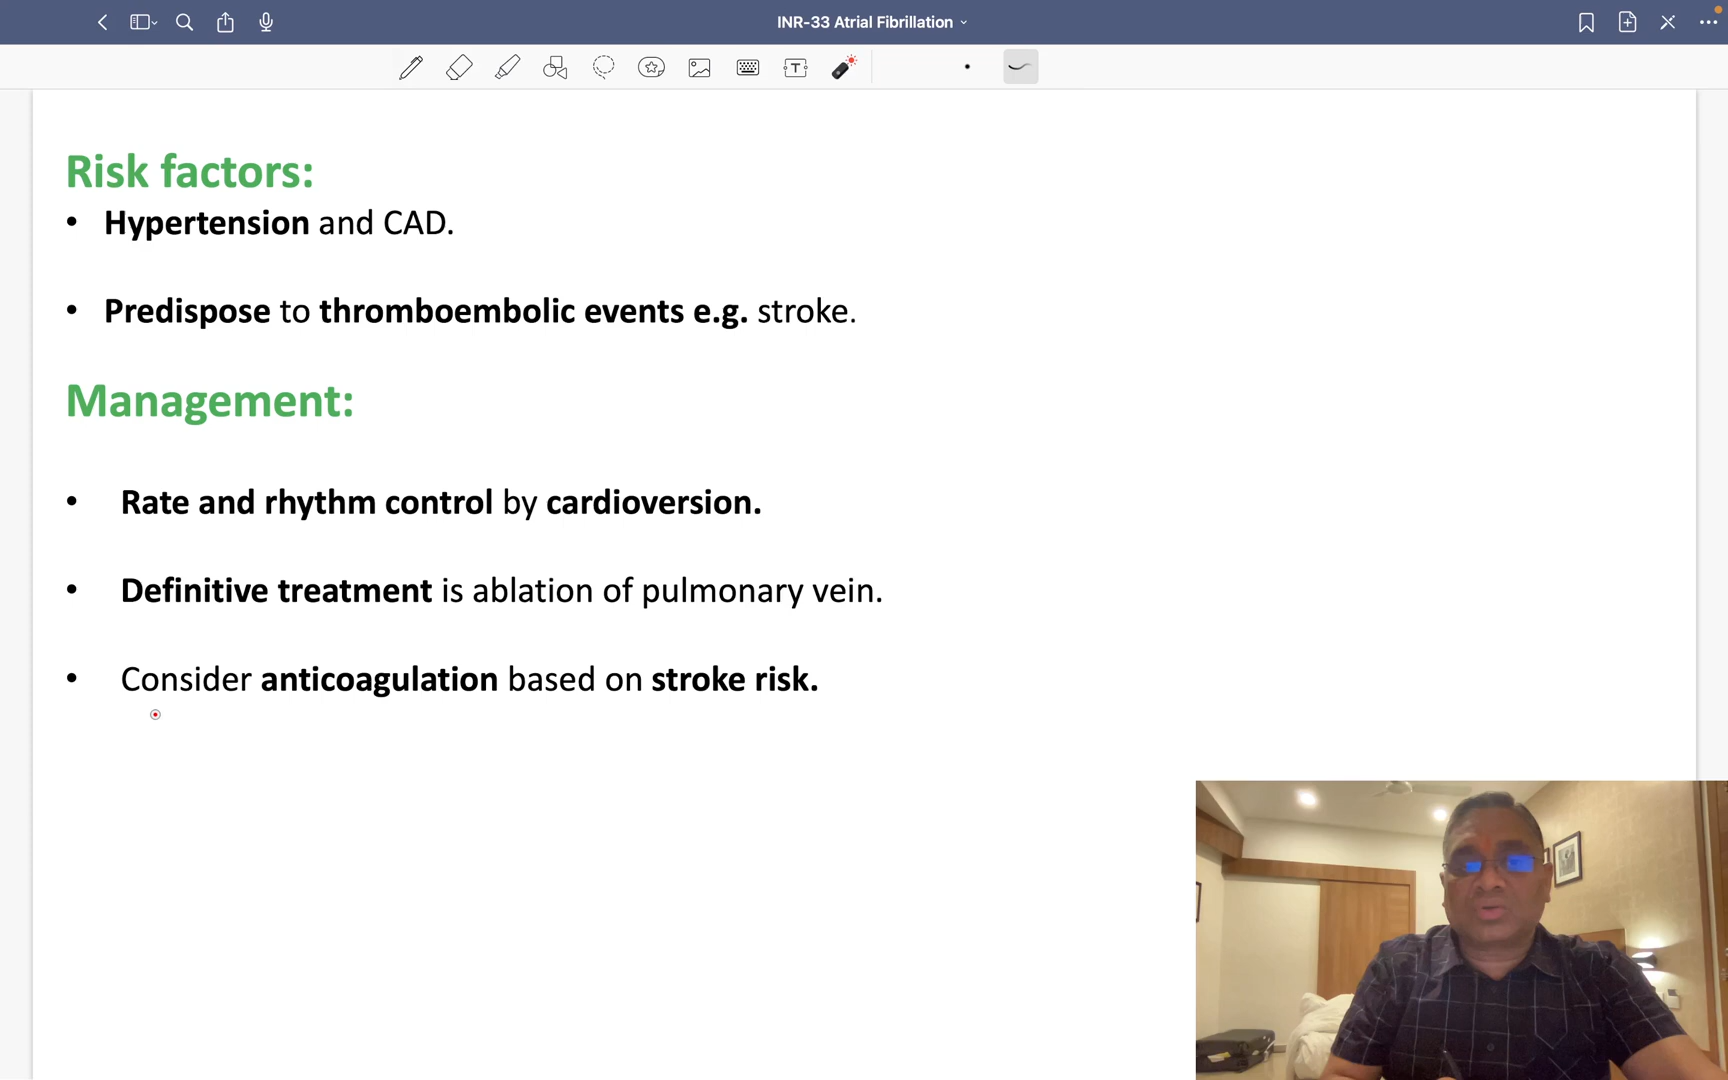 INR-33 Atrial Fibrillation
Risk factors:
• Hypertension and CAD.
• Predispose to thromboembolic events e.g. stroke.
Management:
• Rate and rhythm control by cardioversion.
• Definitive treatment is ablation of pulmonary vein.
• Consider anticoagulation based on stroke risk.